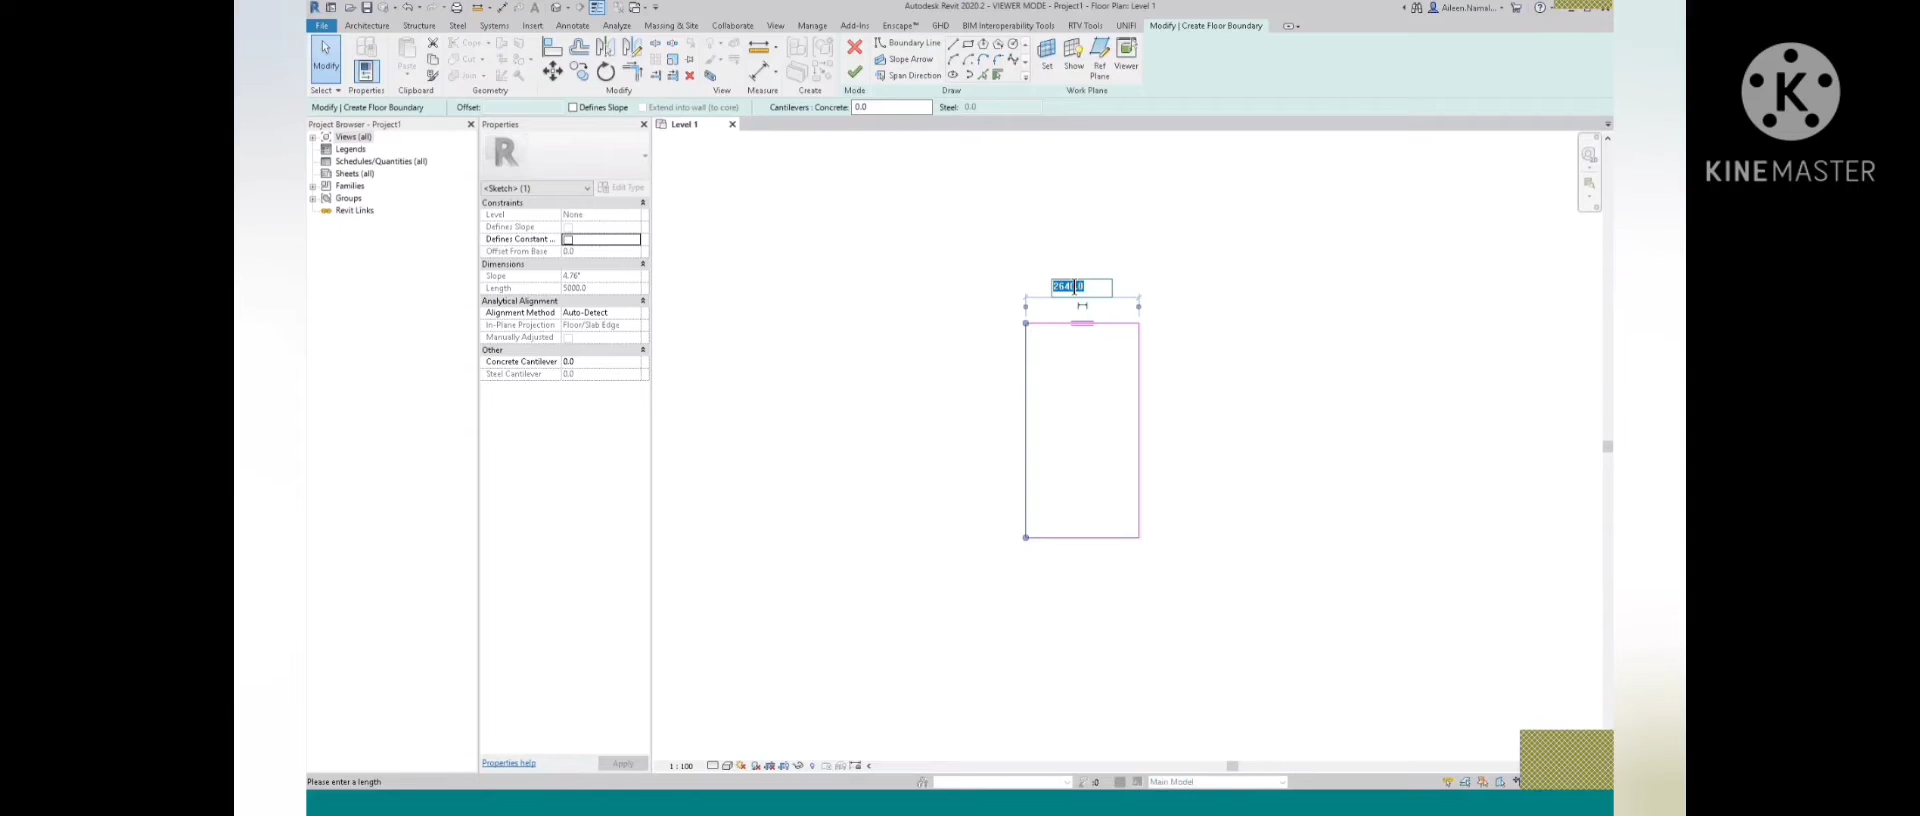 Autodesk Revit 2020.2 - VIEWER MODE - Project1 - Floor Plan: Level 1
Aileen.Namal...
File Architecture Structure Steel Systems Insert Annotate Analyze Massing & Site Collaborate View Manage Add-Ins Enscape™ GHD BIM Interoperability Tools RTV Tools UNIFI Modify | Create Floor Boundary
Modify Paste Cope Cut Join Boundary Line Slope Arrow Span Direction Set Show Ref Plane Viewer
Select Properties Clipboard Geometry Modify View Measure Create Mode Draw Work Plane
Modify | Create Floor Boundary Offset: Defines Slope Extend into wall (to core) Cantilevers : Concrete: 0.0 Steel: 0.0
Project Browser - Project1
Views (all)
Legends
Schedules/Quantities (all)
Sheets (all)
Families
Groups
Revit Links
Properties
R
<Sketch> (1) Edit Type
Constraints
Level None
Defines Slope
Defines Constant ...
Offset From Base 0.0
Dimensions
Slope 4.76°
Length 5000.0
Analytical Alignment
Alignment Method Auto-Detect
In-Plane Projection Floor/Slab Edge
Manually Adjusted
Other
Concrete Cantilever 0.0
Steel Cantilever 0.0
Properties help Apply
Level 1
1 : 100
Please enter a length
:0 Main Model
K
KINEMASTER